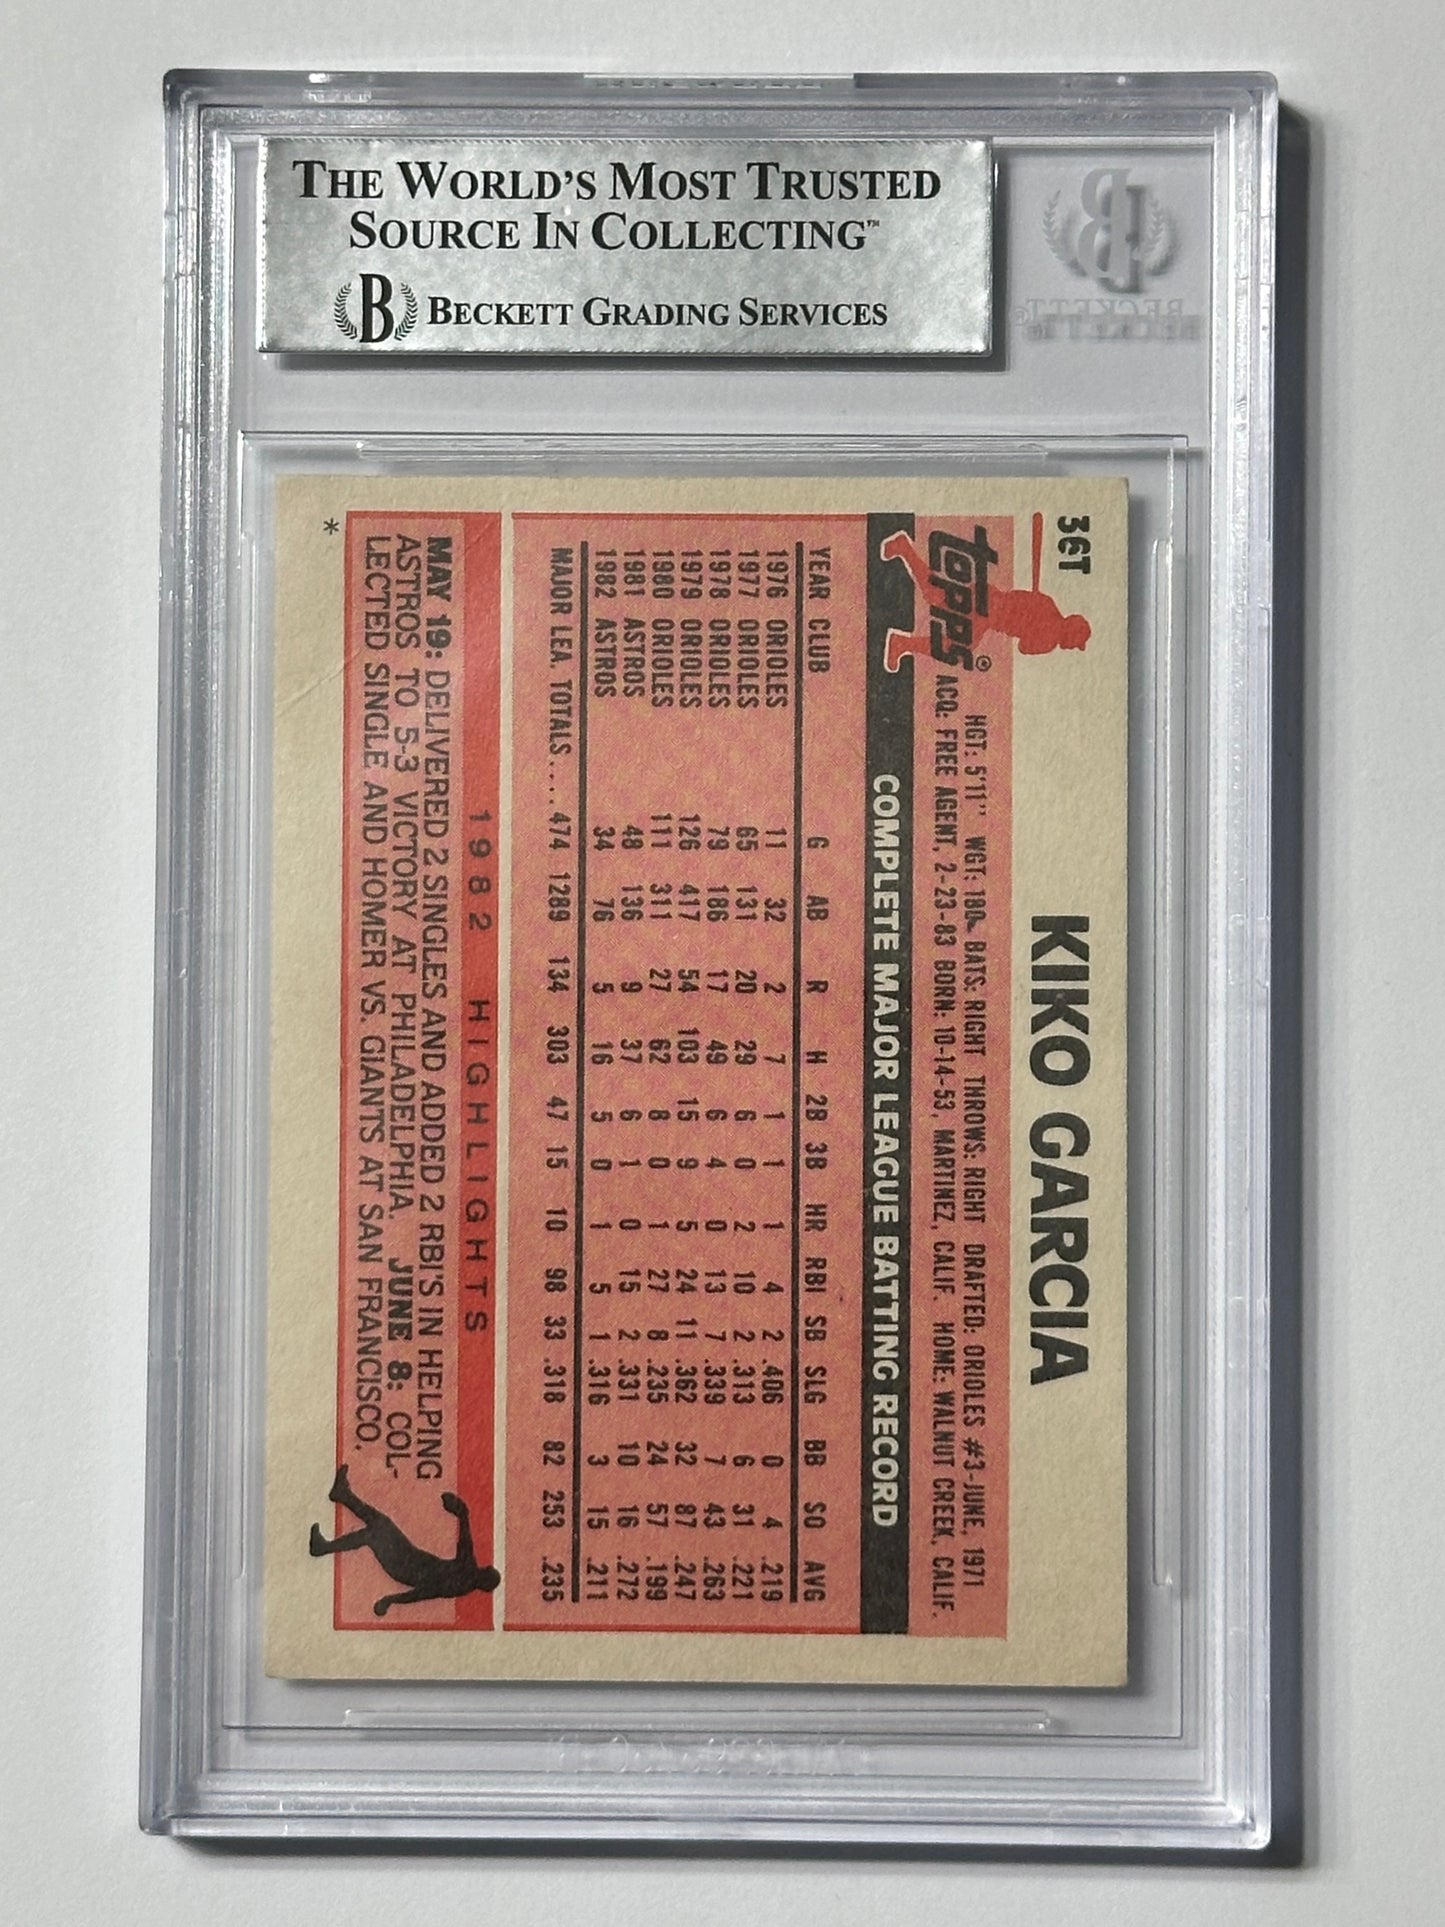 THE WORLD'S MOST TRUSTED
SOURCE IN COLLECTING™
B BECKETT GRADING SERVICES
B
BECKETT
36T
KIKO GARCIA
topps®
HGT: 5'11" WGT: 180 BATS: RIGHT THROWS: RIGHT DRAFTED: ORIOLES #3-JUNE, 1971
ACQ: FREE AGENT, 2-23-83 BORN: 10-14-53, MARTINEZ, CALIF. HOME: WALNUT CREEK, CALIF.
COMPLETE MAJOR LEAGUE BATTING RECORD
YEAR CLUB G AB R H 2B 3B HR RBI SB SLG BB SO AVG
1976 ORIOLES 11 32 2 7 1 1 1 4 2 .406 0 4 .219
1977 ORIOLES 65 131 20 29 6 0 2 10 2 .313 6 31 .221
1978 ORIOLES 79 186 17 49 6 4 0 13 7 .339 7 43 .263
1979 ORIOLES 126 417 54 103 15 9 5 24 11 .362 32 87 .247
1980 ORIOLES 111 311 27 62 8 0 1 27 8 .235 24 57 .199
1981 ASTROS 48 136 9 37 6 1 0 15 2 .331 10 16 .272
1982 ASTROS 34 76 5 16 5 0 1 5 1 .316 3 15 .211
MAJOR LEA. TOTALS.... 474 1289 134 303 47 15 10 98 33 .318 82 253 .235
1982 HIGHLIGHTS
MAY 19: DELIVERED 2 SINGLES AND ADDED 2 RBI'S IN HELPING
ASTROS TO 5-3 VICTORY AT PHILADELPHIA. JUNE 8: COL-
LECTED SINGLE AND HOMER VS. GIANTS AT SAN FRANCISCO.
*